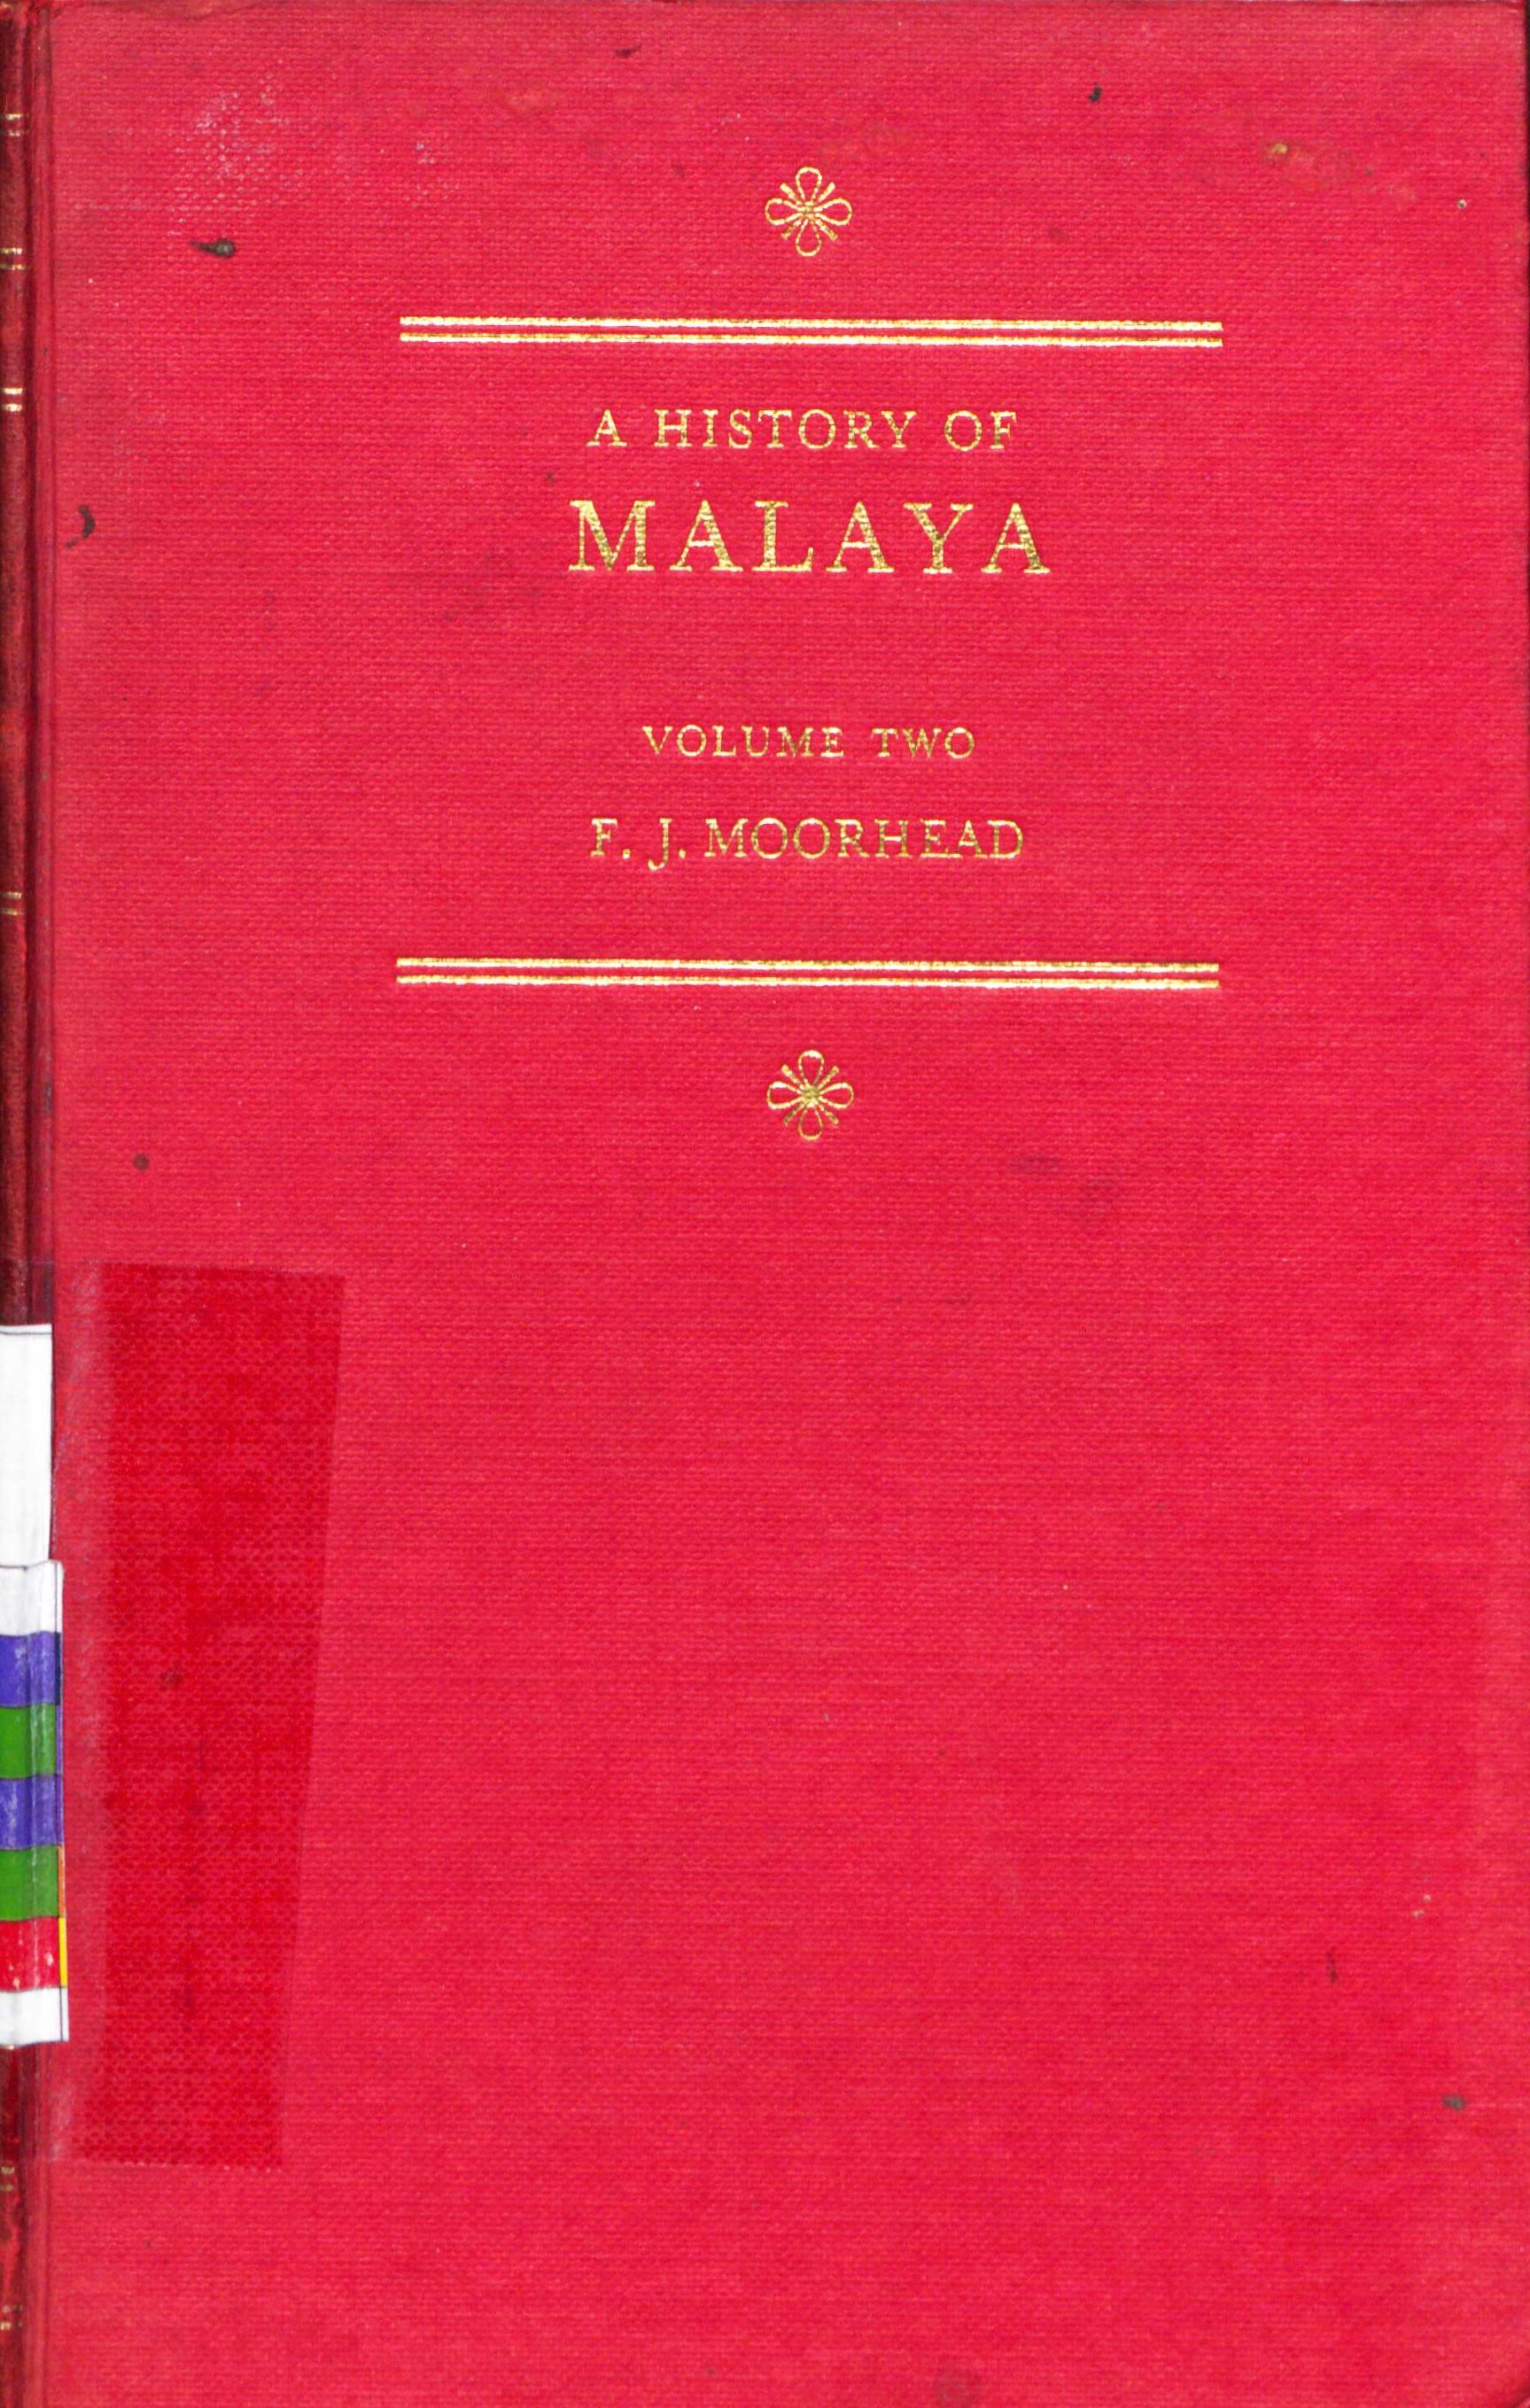 A HISTORY OF
MALAYA
VOLUME TWO
F. J. MOORHEAD